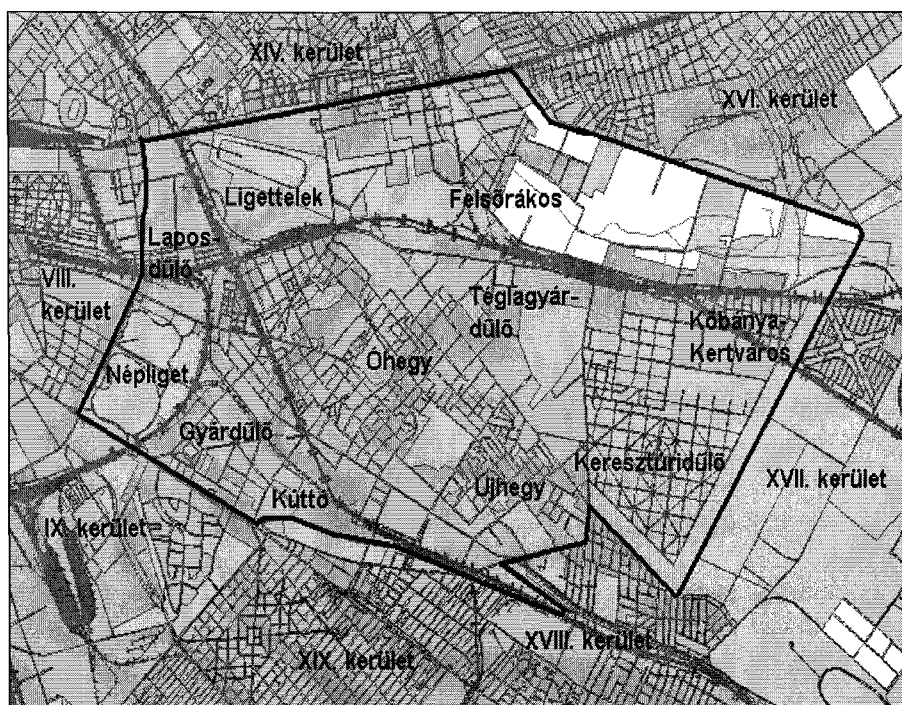 XIV. kerület
XVI. kerület
Ligettelek
Felsőrákos
Lapos-
dűlő
VIII.
kerület
Téglagyár-
dűlő
Kőbánya-
Kertváros
Népliget
Óhegy
Gyárdűlő
Keresztúridűlő
Újhegy
XVII. kerület
Kúttő
IX. kerület
XVIII. kerület
XIX. kerület